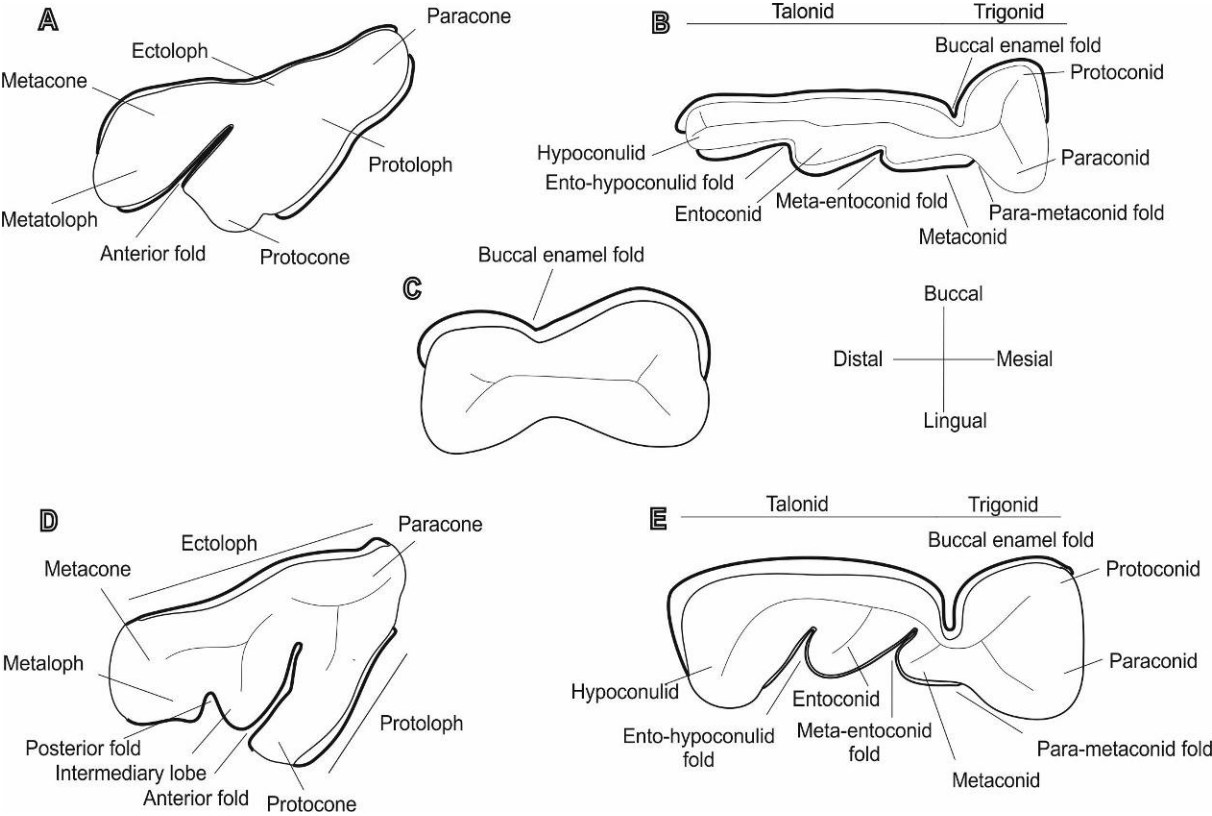 A
Paracone
Ectoloph
Metacone
Protoloph
Metatoloph
Anterior fold
Protocone
B
Talonid
Trigonid
Buccal enamel fold
Protoconid
Hypoconulid
Paraconid
Ento-hypoconulid fold
Entoconid
Meta-entoconid fold
Para-metaconid fold
Metaconid
C
Buccal enamel fold
Buccal
Distal
Mesial
Lingual
D
Paracone
Ectoloph
Metacone
Metaloph
Protoloph
Posterior fold
Intermediary lobe
Anterior fold
Protocone
E
Talonid
Trigonid
Buccal enamel fold
Protoconid
Paraconid
Hypoconulid
Entoconid
Ento-hypoconulid
fold
Meta-entoconid
fold
Para-metaconid fold
Metaconid